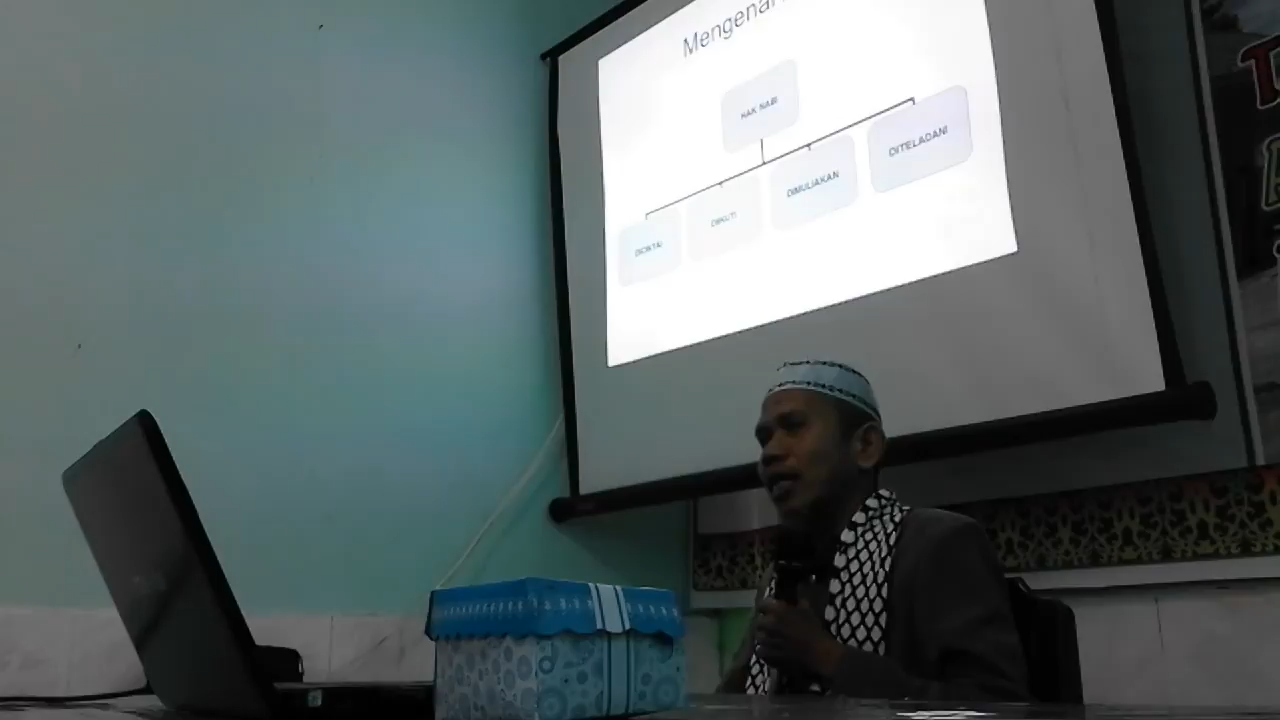 Mengenal
HAK NABI
DICINTAI
DIIKUTI
DIMULIAKAN
DITELADANI